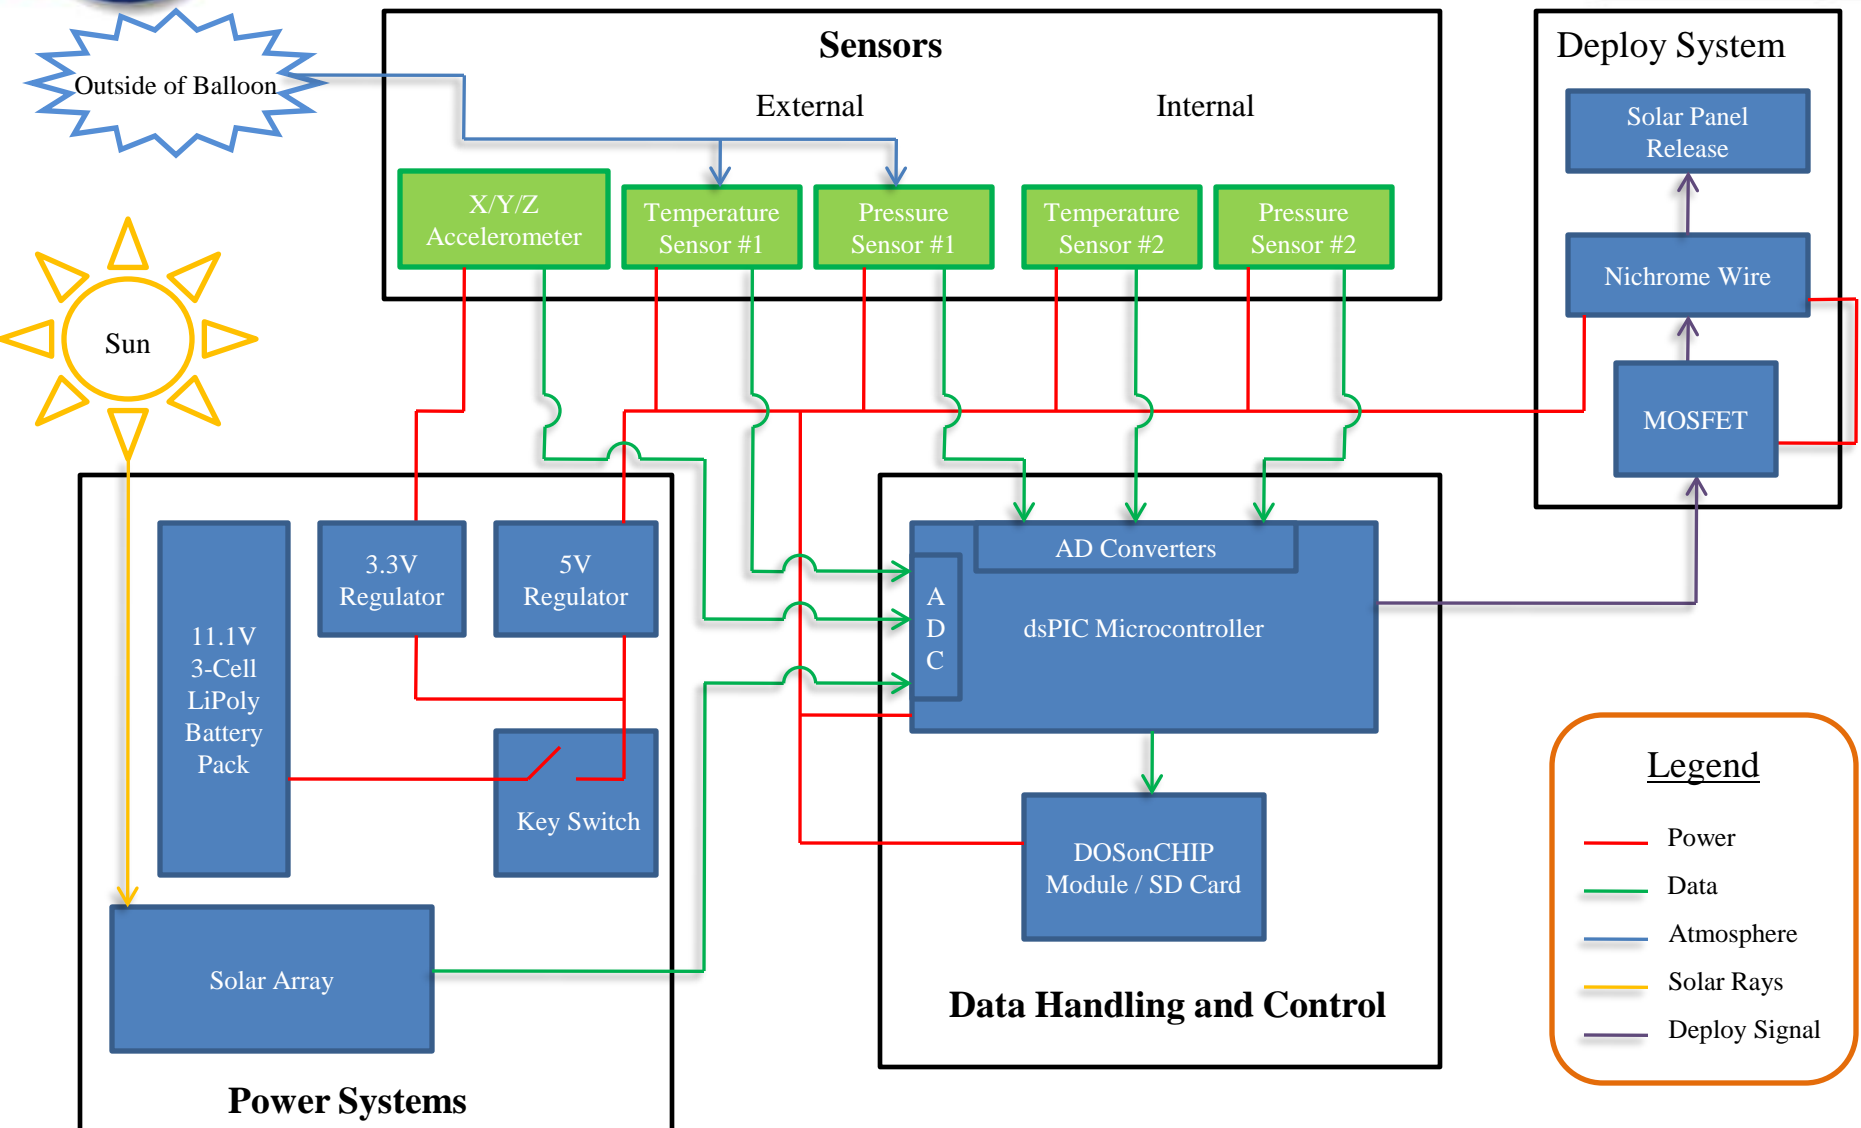 Outside of Balloon
Sensors
External
Internal
X/Y/Z
Accelerometer
Temperature
Sensor #1
Pressure
Sensor #1
Temperature
Sensor #2
Pressure
Sensor #2
Deploy System
Solar Panel
Release
Nichrome Wire
MOSFET
Sun
11.1V
3-Cell
LiPoly
Battery
Pack
3.3V
Regulator
5V
Regulator
Key Switch
Solar Array
Power Systems
AD Converters
A
D
C
dsPIC Microcontroller
DOSonCHIP
Module / SD Card
Data Handling and Control
Legend
Power
Data
Atmosphere
Solar Rays
Deploy Signal